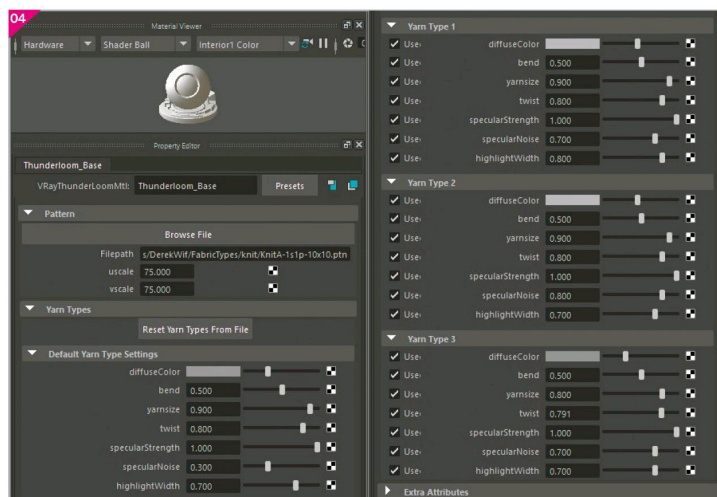 04
Material Viewer
Hardware Shader Ball Interior1 Color
Property Editor
Thunderloom_Base
VRayThunderLoomMtl: Thunderloom_Base Presets
Pattern
Browse File
Filepath s/DerekWif/FabricTypes/knit/KnitA-1s1p-10x10.ptn
uscale 75.000
vscale 75.000
Yarn Types
Reset Yarn Types From File
Default Yarn Type Settings
diffuseColor
bend 0.500
yarnsize 0.900
twist 0.800
specularStrength 1.000
specularNoise 0.300
highlightWidth 0.700
Yarn Type 1
Use diffuseColor
Use bend 0.500
Use yarnsize 0.900
Use twist 0.800
Use specularStrength 1.000
Use specularNoise 0.700
Use highlightWidth 0.800
Yarn Type 2
Use diffuseColor
Use bend 0.500
Use yarnsize 0.900
Use twist 0.800
Use specularStrength 1.000
Use specularNoise 0.800
Use highlightWidth 0.700
Yarn Type 3
Use diffuseColor
Use bend 0.500
Use yarnsize 0.800
Use twist 0.791
Use specularStrength 1.000
Use specularNoise 0.700
Use highlightWidth 0.700
Extra Attributes